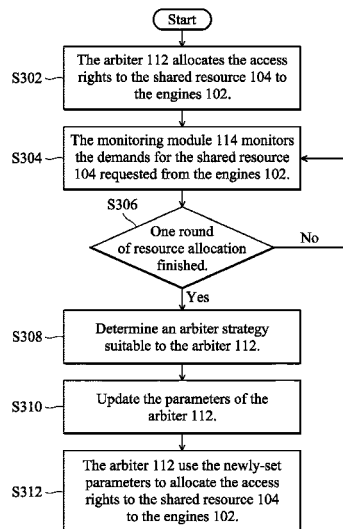 Start
S302
The arbiter 112 allocates the access
rights to the shared resource 104 to
the engines 102.
S304
The monitoring module 114 monitors
the demands for the shared resource
104 requested from the engines 102.
S306
One round
of resource allocation
finished.
No
Yes
S308
Determine an arbiter strategy
suitable to the arbiter 112.
S310
Update the parameters of the
arbiter 112.
S312
The arbiter 112 use the newly-set
parameters to allocate the access
rights to the shared resource 104
to the engines 102.